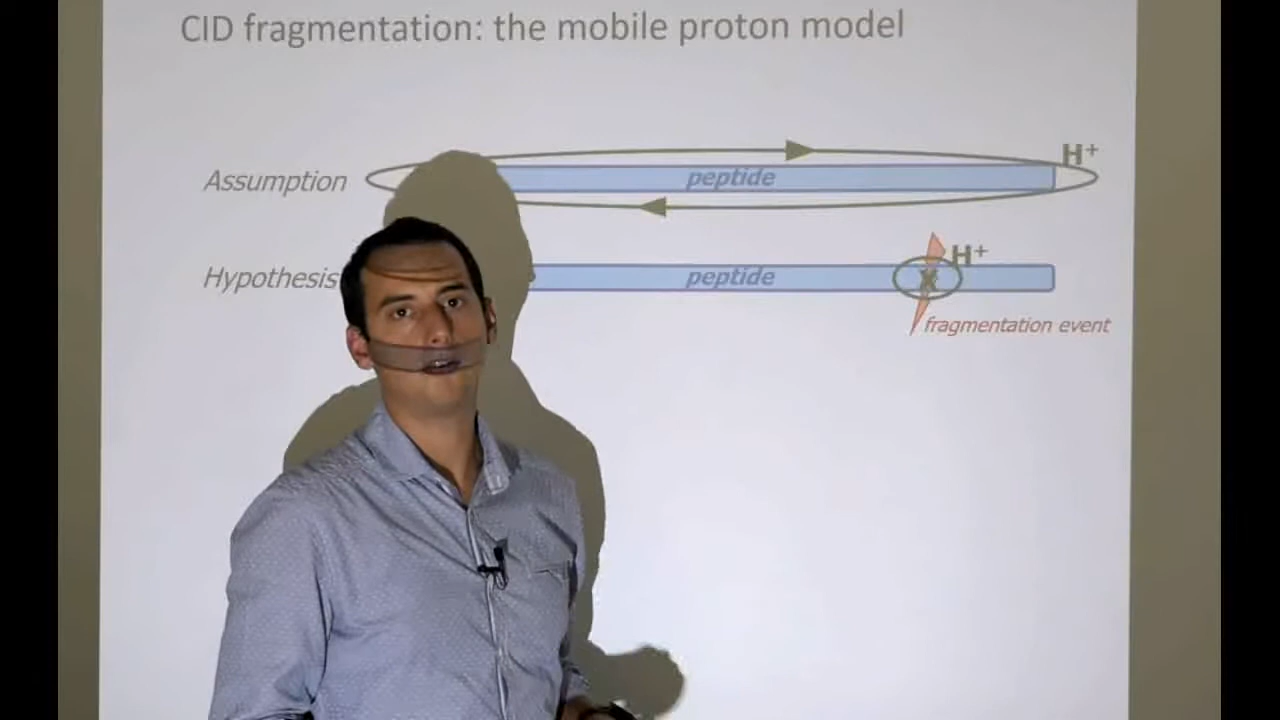 CID fragmentation: the mobile proton model
Assumption
peptide
H+
Hypothesis
peptide
X
H+
fragmentation event